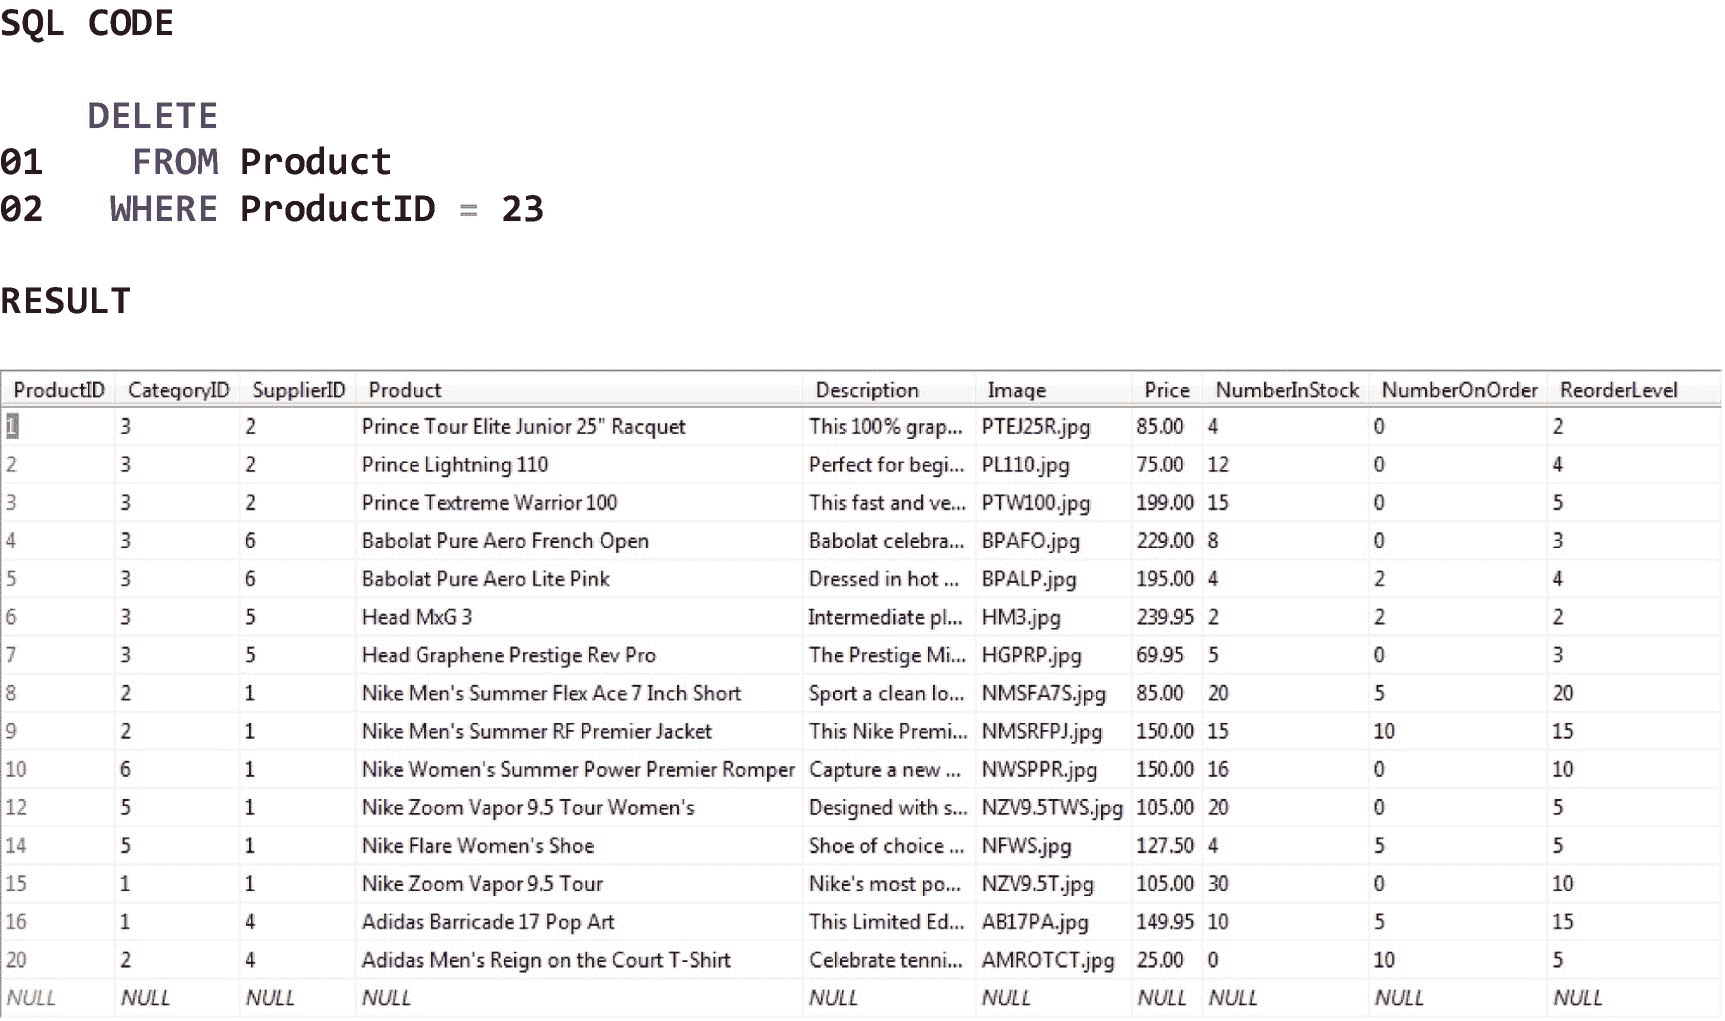 SQL CODE
DELETE
01 FROM Product
02 WHERE ProductID = 23
RESULT
ProductID CategoryID SupplierID Product Description Image Price NumberInStock NumberOnOrder ReorderLevel
1 3 2 Prince Tour Elite Junior 25" Racquet This 100% grap... PTEJ25R.jpg 85.00 4 0 2
2 3 2 Prince Lightning 110 Perfect for begi... PL110.jpg 75.00 12 0 4
3 3 2 Prince Textreme Warrior 100 This fast and ve... PTW100.jpg 199.00 15 0 5
4 3 6 Babolat Pure Aero French Open Babolat celebra... BPAFO.jpg 229.00 8 0 3
5 3 6 Babolat Pure Aero Lite Pink Dressed in hot ... BPALP.jpg 195.00 4 2 4
6 3 5 Head MxG 3 Intermediate pl... HM3.jpg 239.95 2 2 2
7 3 5 Head Graphene Prestige Rev Pro The Prestige Mi... HGPRP.jpg 69.95 5 0 3
8 2 1 Nike Men's Summer Flex Ace 7 Inch Short Sport a clean lo... NMSFA7S.jpg 85.00 20 5 20
9 2 1 Nike Men's Summer RF Premier Jacket This Nike Premi... NMSRFPJ.jpg 150.00 15 10 15
10 6 1 Nike Women's Summer Power Premier Romper Capture a new ... NWSPPR.jpg 150.00 16 0 10
12 5 1 Nike Zoom Vapor 9.5 Tour Women's Designed with s... NZV9.5TWS.jpg 105.00 20 0 5
14 5 1 Nike Flare Women's Shoe Shoe of choice ... NFWS.jpg 127.50 4 5 5
15 1 1 Nike Zoom Vapor 9.5 Tour Nike's most po... NZV9.5T.jpg 105.00 30 0 10
16 1 4 Adidas Barricade 17 Pop Art This Limited Ed... AB17PA.jpg 149.95 10 5 15
20 2 4 Adidas Men's Reign on the Court T-Shirt Celebrate tenni... AMROTCT.jpg 25.00 0 10 5
NULL NULL NULL NULL NULL NULL NULL NULL NULL NULL